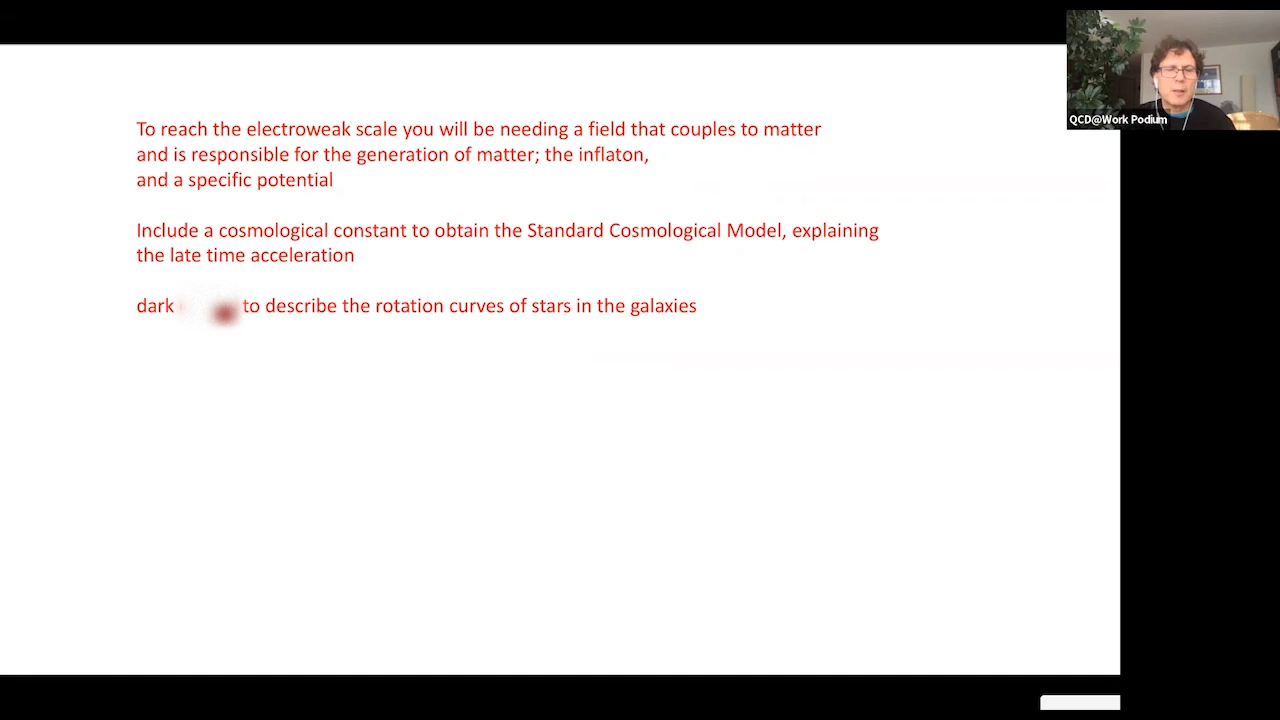 To reach the electroweak scale you will be needing a field that couples to matter
and is responsible for the generation of matter; the inflaton,
and a specific potential
Include a cosmological constant to obtain the Standard Cosmological Model, explaining
the late time acceleration
dark to describe the rotation curves of stars in the galaxies
QCD@Work Podium